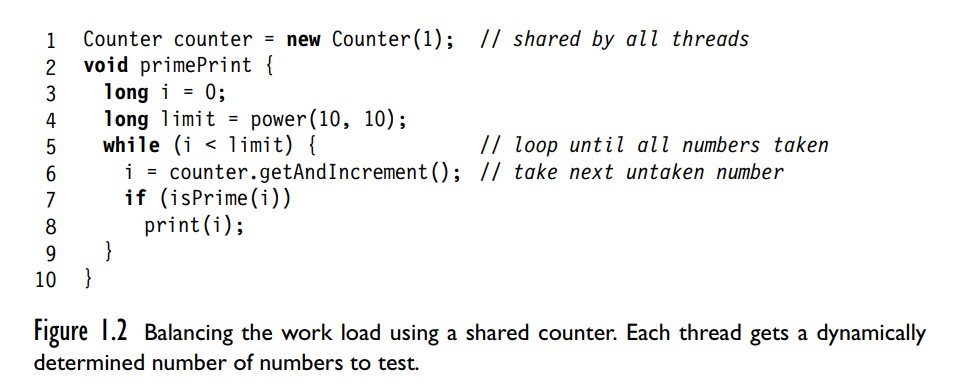 1 Counter counter = new Counter(1); // shared by all threads
2 void primePrint {
3 long i = 0;
4 long limit = power(10, 10);
5 while (i < limit) { // loop until all numbers taken
6 i = counter.getAndIncrement(); // take next untaken number
7 if (isPrime(i))
8 print(i);
9 }
10 }
Figure 1.2 Balancing the work load using a shared counter. Each thread gets a dynamically
determined number of numbers to test.